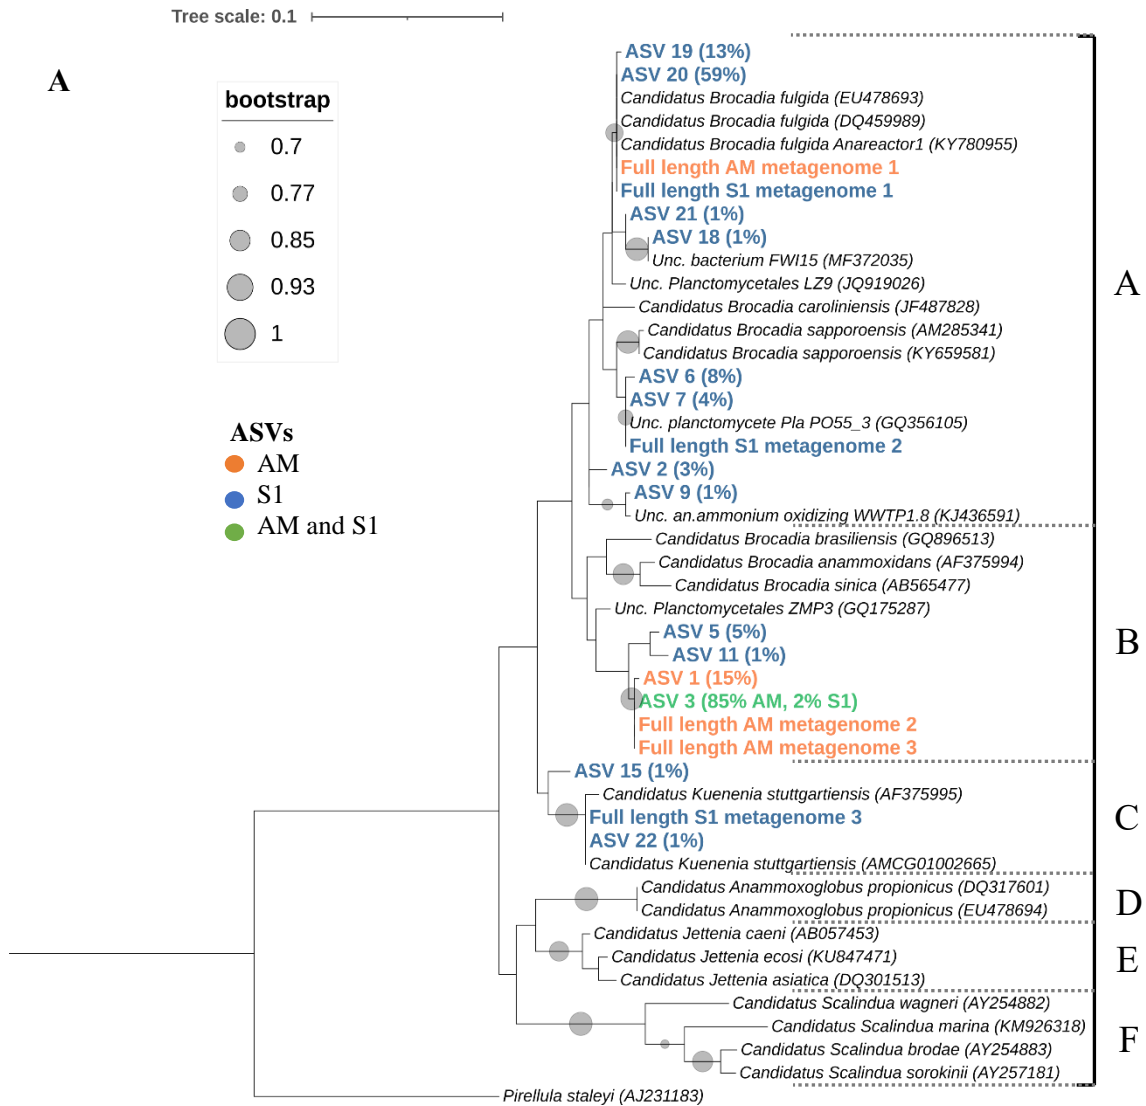 Tree scale: 0.1
A
bootstrap
0.7
0.77
0.85
0.93
1
ASVs
AM
S1
AM and S1
ASV 19 (13%)
ASV 20 (59%)
Candidatus Brocadia fulgida (EU478693)
Candidatus Brocadia fulgida (DQ459989)
Candidatus Brocadia fulgida Anareactor1 (KY780955)
Full length AM metagenome 1
Full length S1 metagenome 1
ASV 21 (1%)
ASV 18 (1%)
Unc. bacterium FWI15 (MF372035)
Unc. Planctomycetales LZ9 (JQ919026)
Candidatus Brocadia caroliniensis (JF487828)
Candidatus Brocadia sapporoensis (AM285341)
Candidatus Brocadia sapporoensis (KY659581)
ASV 6 (8%)
ASV 7 (4%)
Unc. planctomycete Pla PO55_3 (GQ356105)
Full length S1 metagenome 2
ASV 2 (3%)
ASV 9 (1%)
Unc. an.ammonium oxidizing WWTP1.8 (KJ436591)
A
Candidatus Brocadia brasiliensis (GQ896513)
Candidatus Brocadia anammoxidans (AF375994)
Candidatus Brocadia sinica (AB565477)
Unc. Planctomycetales ZMP3 (GQ175287)
ASV 5 (5%)
ASV 11 (1%)
ASV 1 (15%)
ASV 3 (85% AM, 2% S1)
Full length AM metagenome 2
Full length AM metagenome 3
B
ASV 15 (1%)
Candidatus Kuenenia stuttgartiensis (AF375995)
Full length S1 metagenome 3
ASV 22 (1%)
Candidatus Kuenenia stuttgartiensis (AMCG01002665)
C
Candidatus Anammoxoglobus propionicus (DQ317601)
Candidatus Anammoxoglobus propionicus (EU478694)
D
Candidatus Jettenia caeni (AB057453)
Candidatus Jettenia ecosi (KU847471)
Candidatus Jettenia asiatica (DQ301513)
E
Candidatus Scalindua wagneri (AY254882)
Candidatus Scalindua marina (KM926318)
Candidatus Scalindua brodae (AY254883)
Candidatus Scalindua sorokinii (AY257181)
F
Pirellula staleyi (AJ231183)